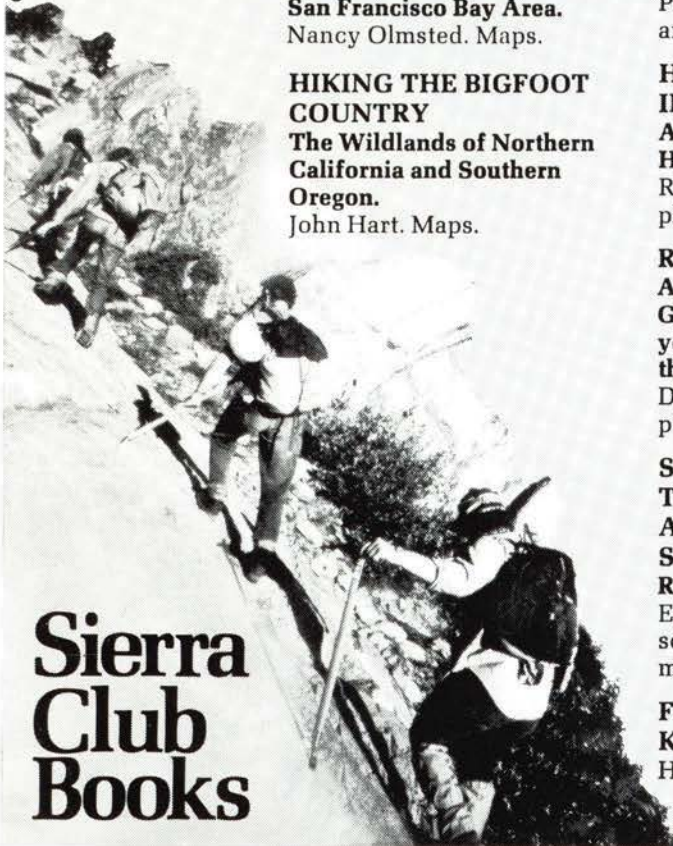 San Francisco Bay Area.
Nancy Olmsted. Maps.
HIKING THE BIGFOOT
COUNTRY
The Wildlands of Northern
California and Southern
Oregon.
John Hart. Maps.
Sierra
Club
Books